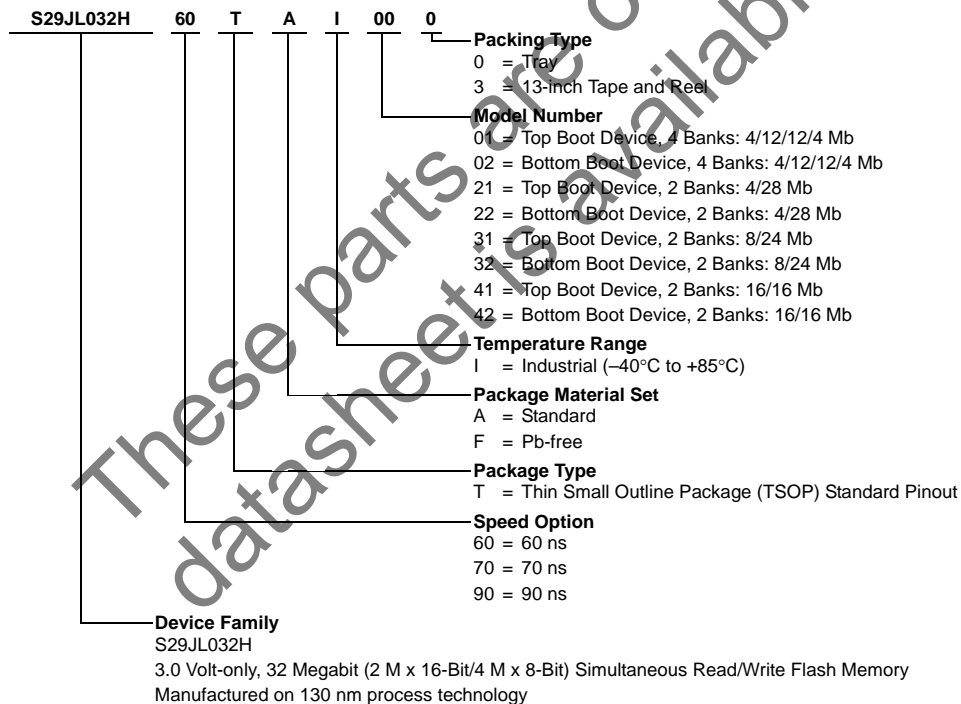 S29JL032H 60 T A I 00 0
Packing Type
0 = Tray
3 = 13-inch Tape and Reel
Model Number
01 = Top Boot Device, 4 Banks: 4/12/12/4 Mb
02 = Bottom Boot Device, 4 Banks: 4/12/12/4 Mb
21 = Top Boot Device, 2 Banks: 4/28 Mb
22 = Bottom Boot Device, 2 Banks: 4/28 Mb
31 = Top Boot Device, 2 Banks: 8/24 Mb
32 = Bottom Boot Device, 2 Banks: 8/24 Mb
41 = Top Boot Device, 2 Banks: 16/16 Mb
42 = Bottom Boot Device, 2 Banks: 16/16 Mb
Temperature Range
I = Industrial (–40°C to +85°C)
Package Material Set
A = Standard
F = Pb-free
Package Type
T = Thin Small Outline Package (TSOP) Standard Pinout
Speed Option
60 = 60 ns
70 = 70 ns
90 = 90 ns
Device Family
S29JL032H
3.0 Volt-only, 32 Megabit (2 M x 16-Bit/4 M x 8-Bit) Simultaneous Read/Write Flash Memory
Manufactured on 130 nm process technology
These parts are
datasheet is